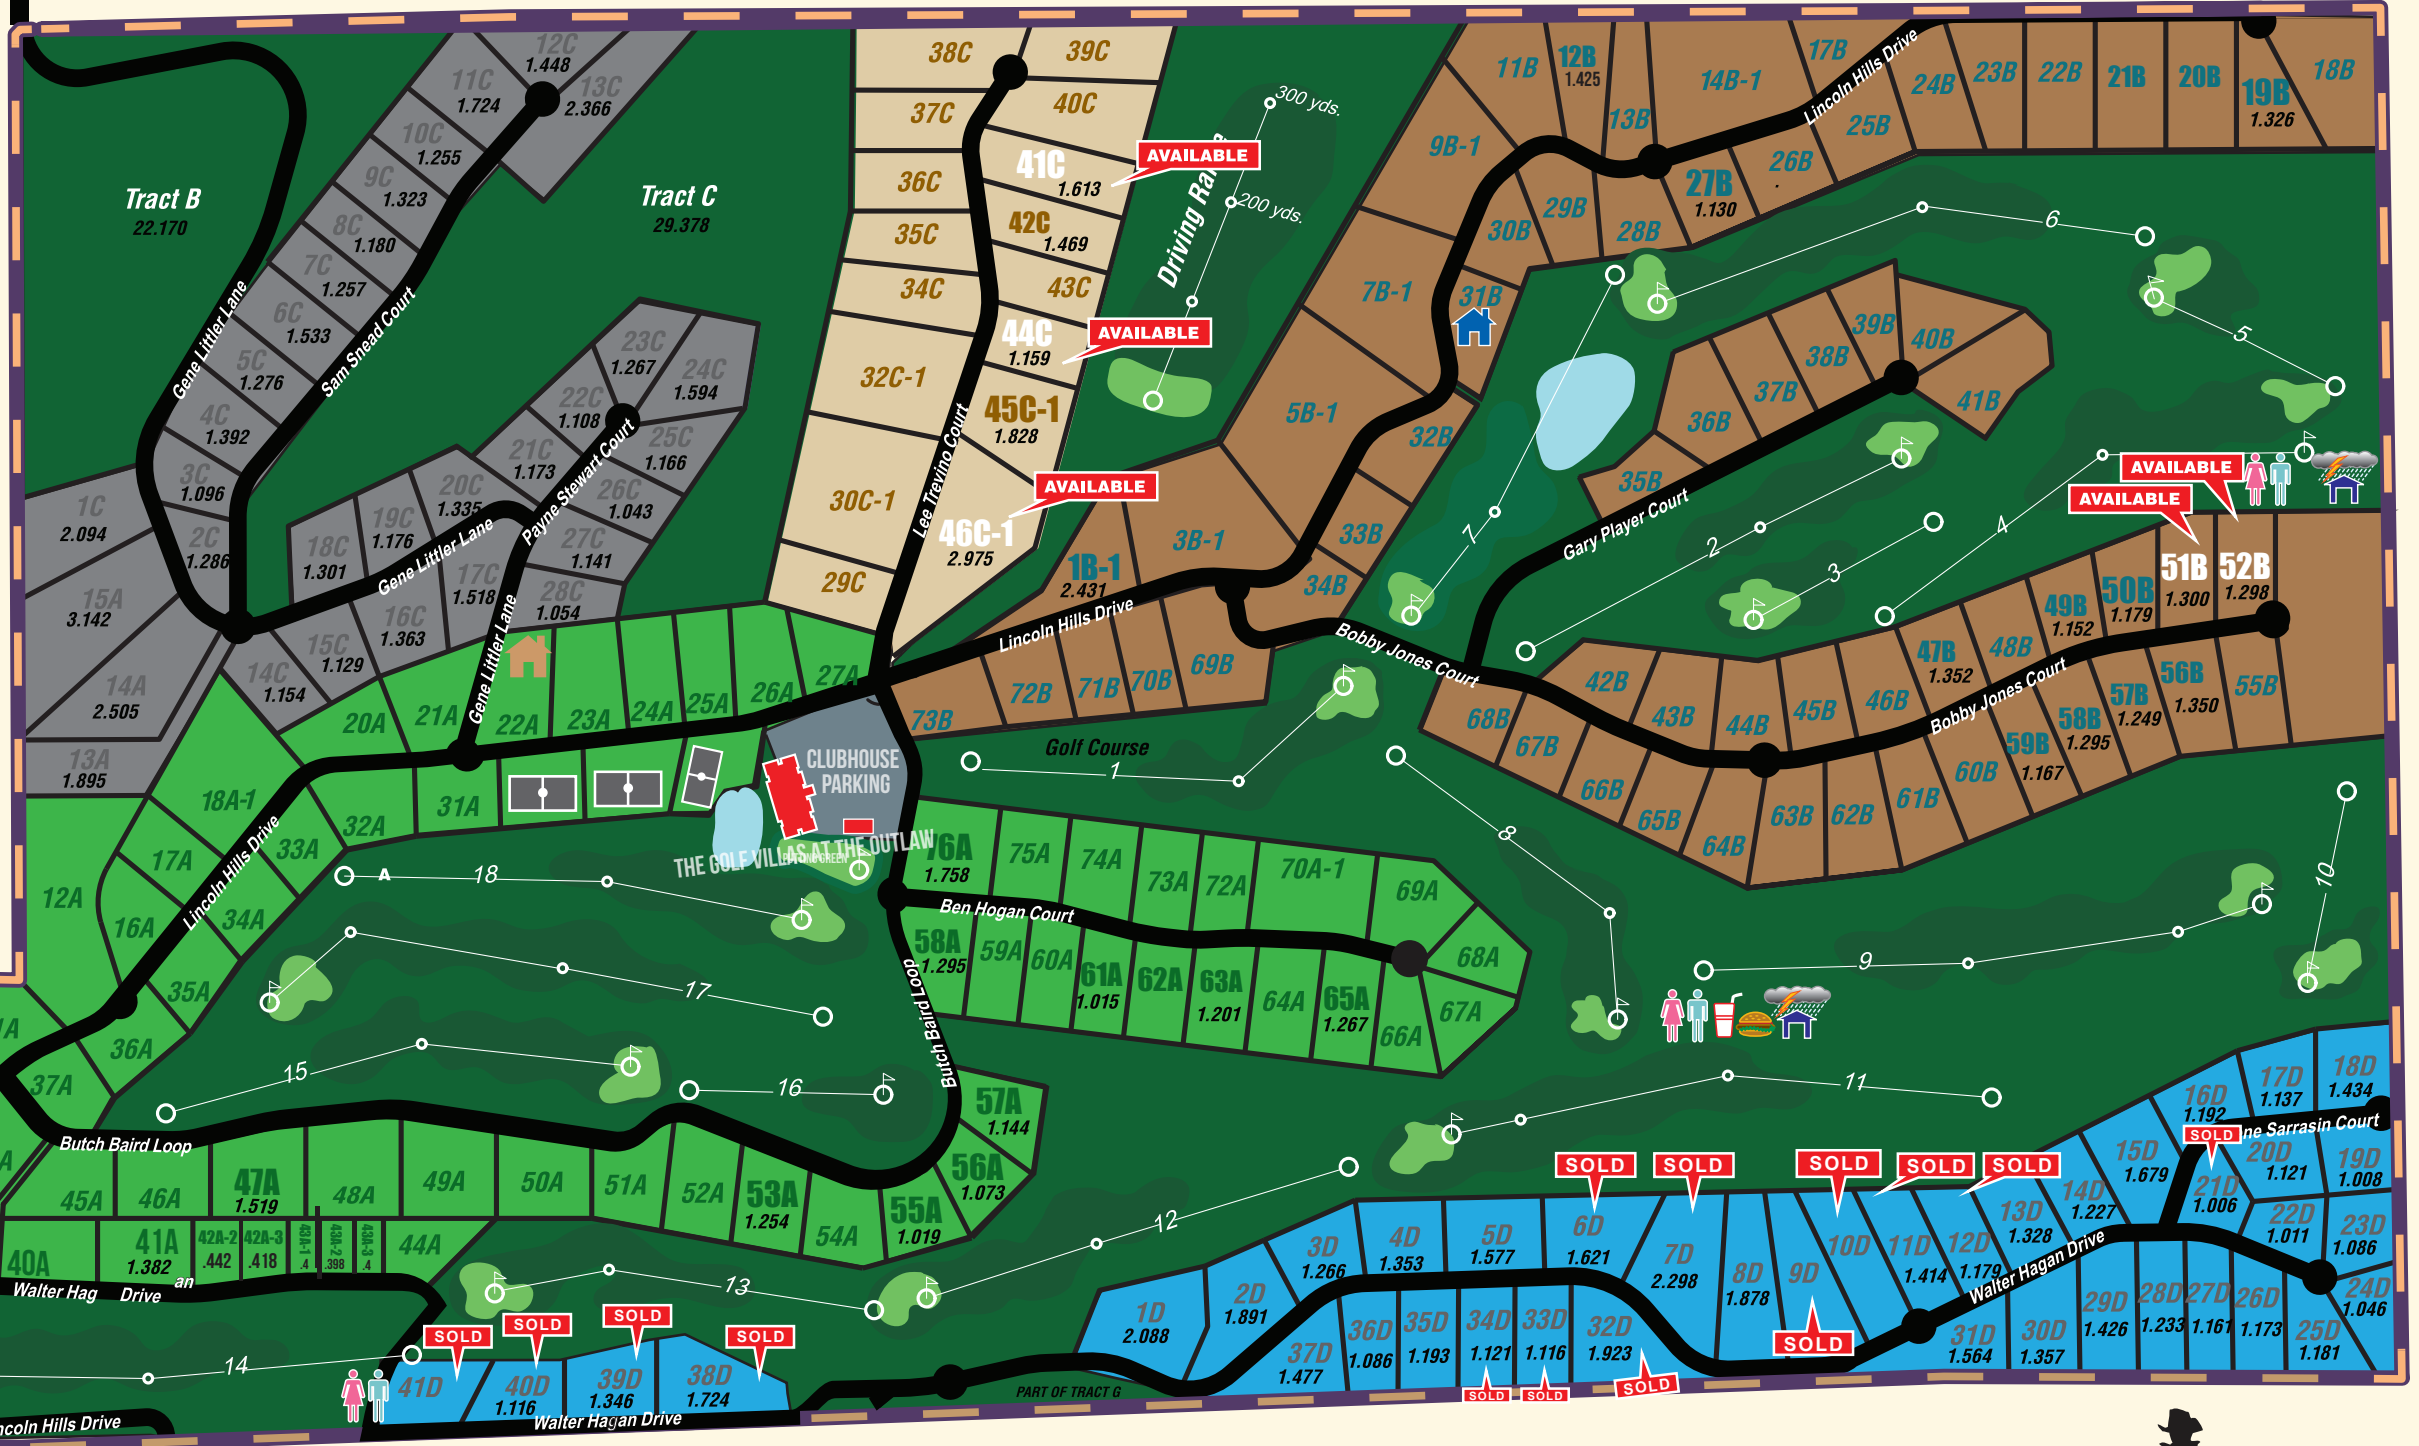 12C
1.448
11C
1.724
13C
2.366
10C
1.255
9C
1.323
8C
1.180
7C
1.257
6C
1.533
5C
1.276
4C
1.392
3C
1.096
2C
1.286
1C
2.094
Tract B
22.170
Tract C
29.378
Gene Littler Lane
Sam Snead Court
23C
1.267
24C
1.594
22C
1.108
25C
1.166
21C
1.173
26C
1.043
20C
1.335
27C
1.141
19C
1.176
28C
1.054
18C
1.301
17C
1.518
16C
1.363
15C
1.129
14C
1.154
Payne Stewart Court
Gene Littler Lane
Gene Littler Lane
15A
3.142
14A
2.505
13A
1.895
38C
39C
37C
40C
36C
41C
1.613
AVAILABLE
35C
42C
1.469
34C
43C
44C
1.159
AVAILABLE
32C-1
45C-1
1.828
30C-1
46C-1
2.975
AVAILABLE
29C
Lee Trevino Court
300 yds.
200 yds.
11B
12B
1.425
13B
14B-1
17B
Lincoln Hills Drive
24B
23B
22B
21B
20B
19B
1.326
18B
25B
26B
27B
1.130
28B
29B
30B
31B
9B-1
7B-1
5B-1
32B
33B
34B
3B-1
1B-1
2.431
Lincoln Hills Drive
73B
72B
71B
70B
69B
Bobby Jones Court
6
5
7
2
3
4
39B
40B
38B
37B
41B
36B
35B
Gary Player Court
AVAILABLE
AVAILABLE
51B
1.300
52B
1.298
50B
1.179
49B
1.152
48B
47B
1.352
46B
45B
44B
43B
42B
Bobby Jones Court
55B
56B
1.350
57B
1.249
58B
1.295
59B
1.167
60B
61B
62B
63B
64B
65B
66B
67B
68B
20A
21A
22A
23A
24A
25A
26A
27A
18A-1
17A
16A
12A
31A
32A
33A
34A
35A
36A
37A
Lincoln Hills Drive
CLUBHOUSE
PARKING
THE GOLF VILLAS AT THE OUTLAW
Golf Course
1
8
9
10
11
12
13
14
15
16
17
A
18
76A
1.758
75A
74A
73A
72A
70A-1
69A
68A
67A
66A
65A
1.267
64A
63A
1.201
62A
61A
1.015
60A
59A
58A
1.295
Ben Hogan Court
Butch Baird Loop
57A
1.144
56A
1.073
55A
1.019
54A
53A
1.254
52A
51A
50A
49A
48A
47A
1.519
46A
45A
Butch Baird Loop
40A
41A
1.382
42A-2
.442
42A-3
.418
43A-1
.4
43A-2
.398
43A-3
.4
44A
Walter Hag
Drive
an
SOLD
SOLD
SOLD
SOLD
41D
40D
1.116
39D
1.346
38D
1.724
Walter Hagan Drive
ncoln Hills Drive
PART OF TRACT G
1D
2.088
2D
1.891
3D
1.266
4D
1.353
5D
1.577
6D
1.621
7D
2.298
8D
1.878
9D
10D
11D
1.414
12D
1.179
13D
1.328
14D
1.227
15D
1.679
16D
1.192
17D
1.137
18D
1.434
SOLD
SOLD
SOLD
SOLD
SOLD
SOLD
SOLD
ne Sarrasin Court
19D
1.008
20D
1.121
21D
1.006
22D
1.011
23D
1.086
24D
1.046
25D
1.181
26D
1.173
27D
1.161
28D
1.233
29D
1.426
30D
1.357
31D
1.564
32D
1.923
33D
1.116
34D
1.121
35D
1.193
36D
1.086
37D
1.477
Walter Hagan Drive
SOLD
SOLD
SOLD